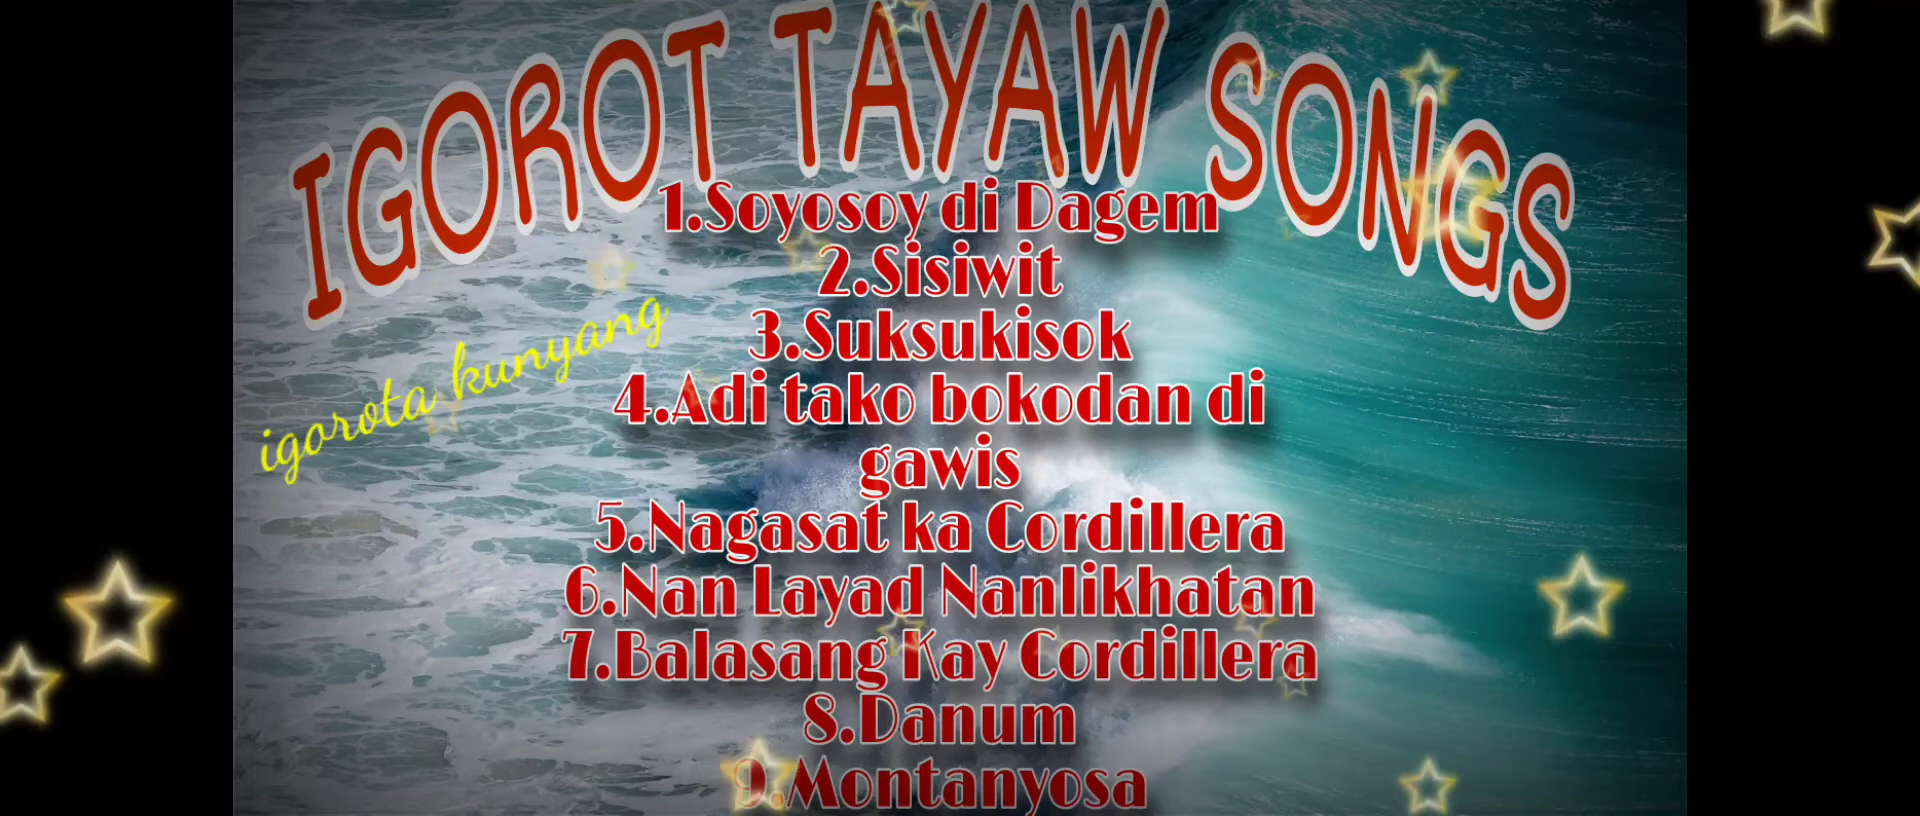 IGOROT TAYAW SONGS
igorota kunyang
1.Soyosoy di Dagem
2.Sisiwit
3.Suksukisok
4.Adi tako bokodan di
gawis
5.Nagasat ka Cordillera
6.Nan Layad Nanlikhatan
7.Balasang Kay Cordillera
8.Danum
9.Montanyosa